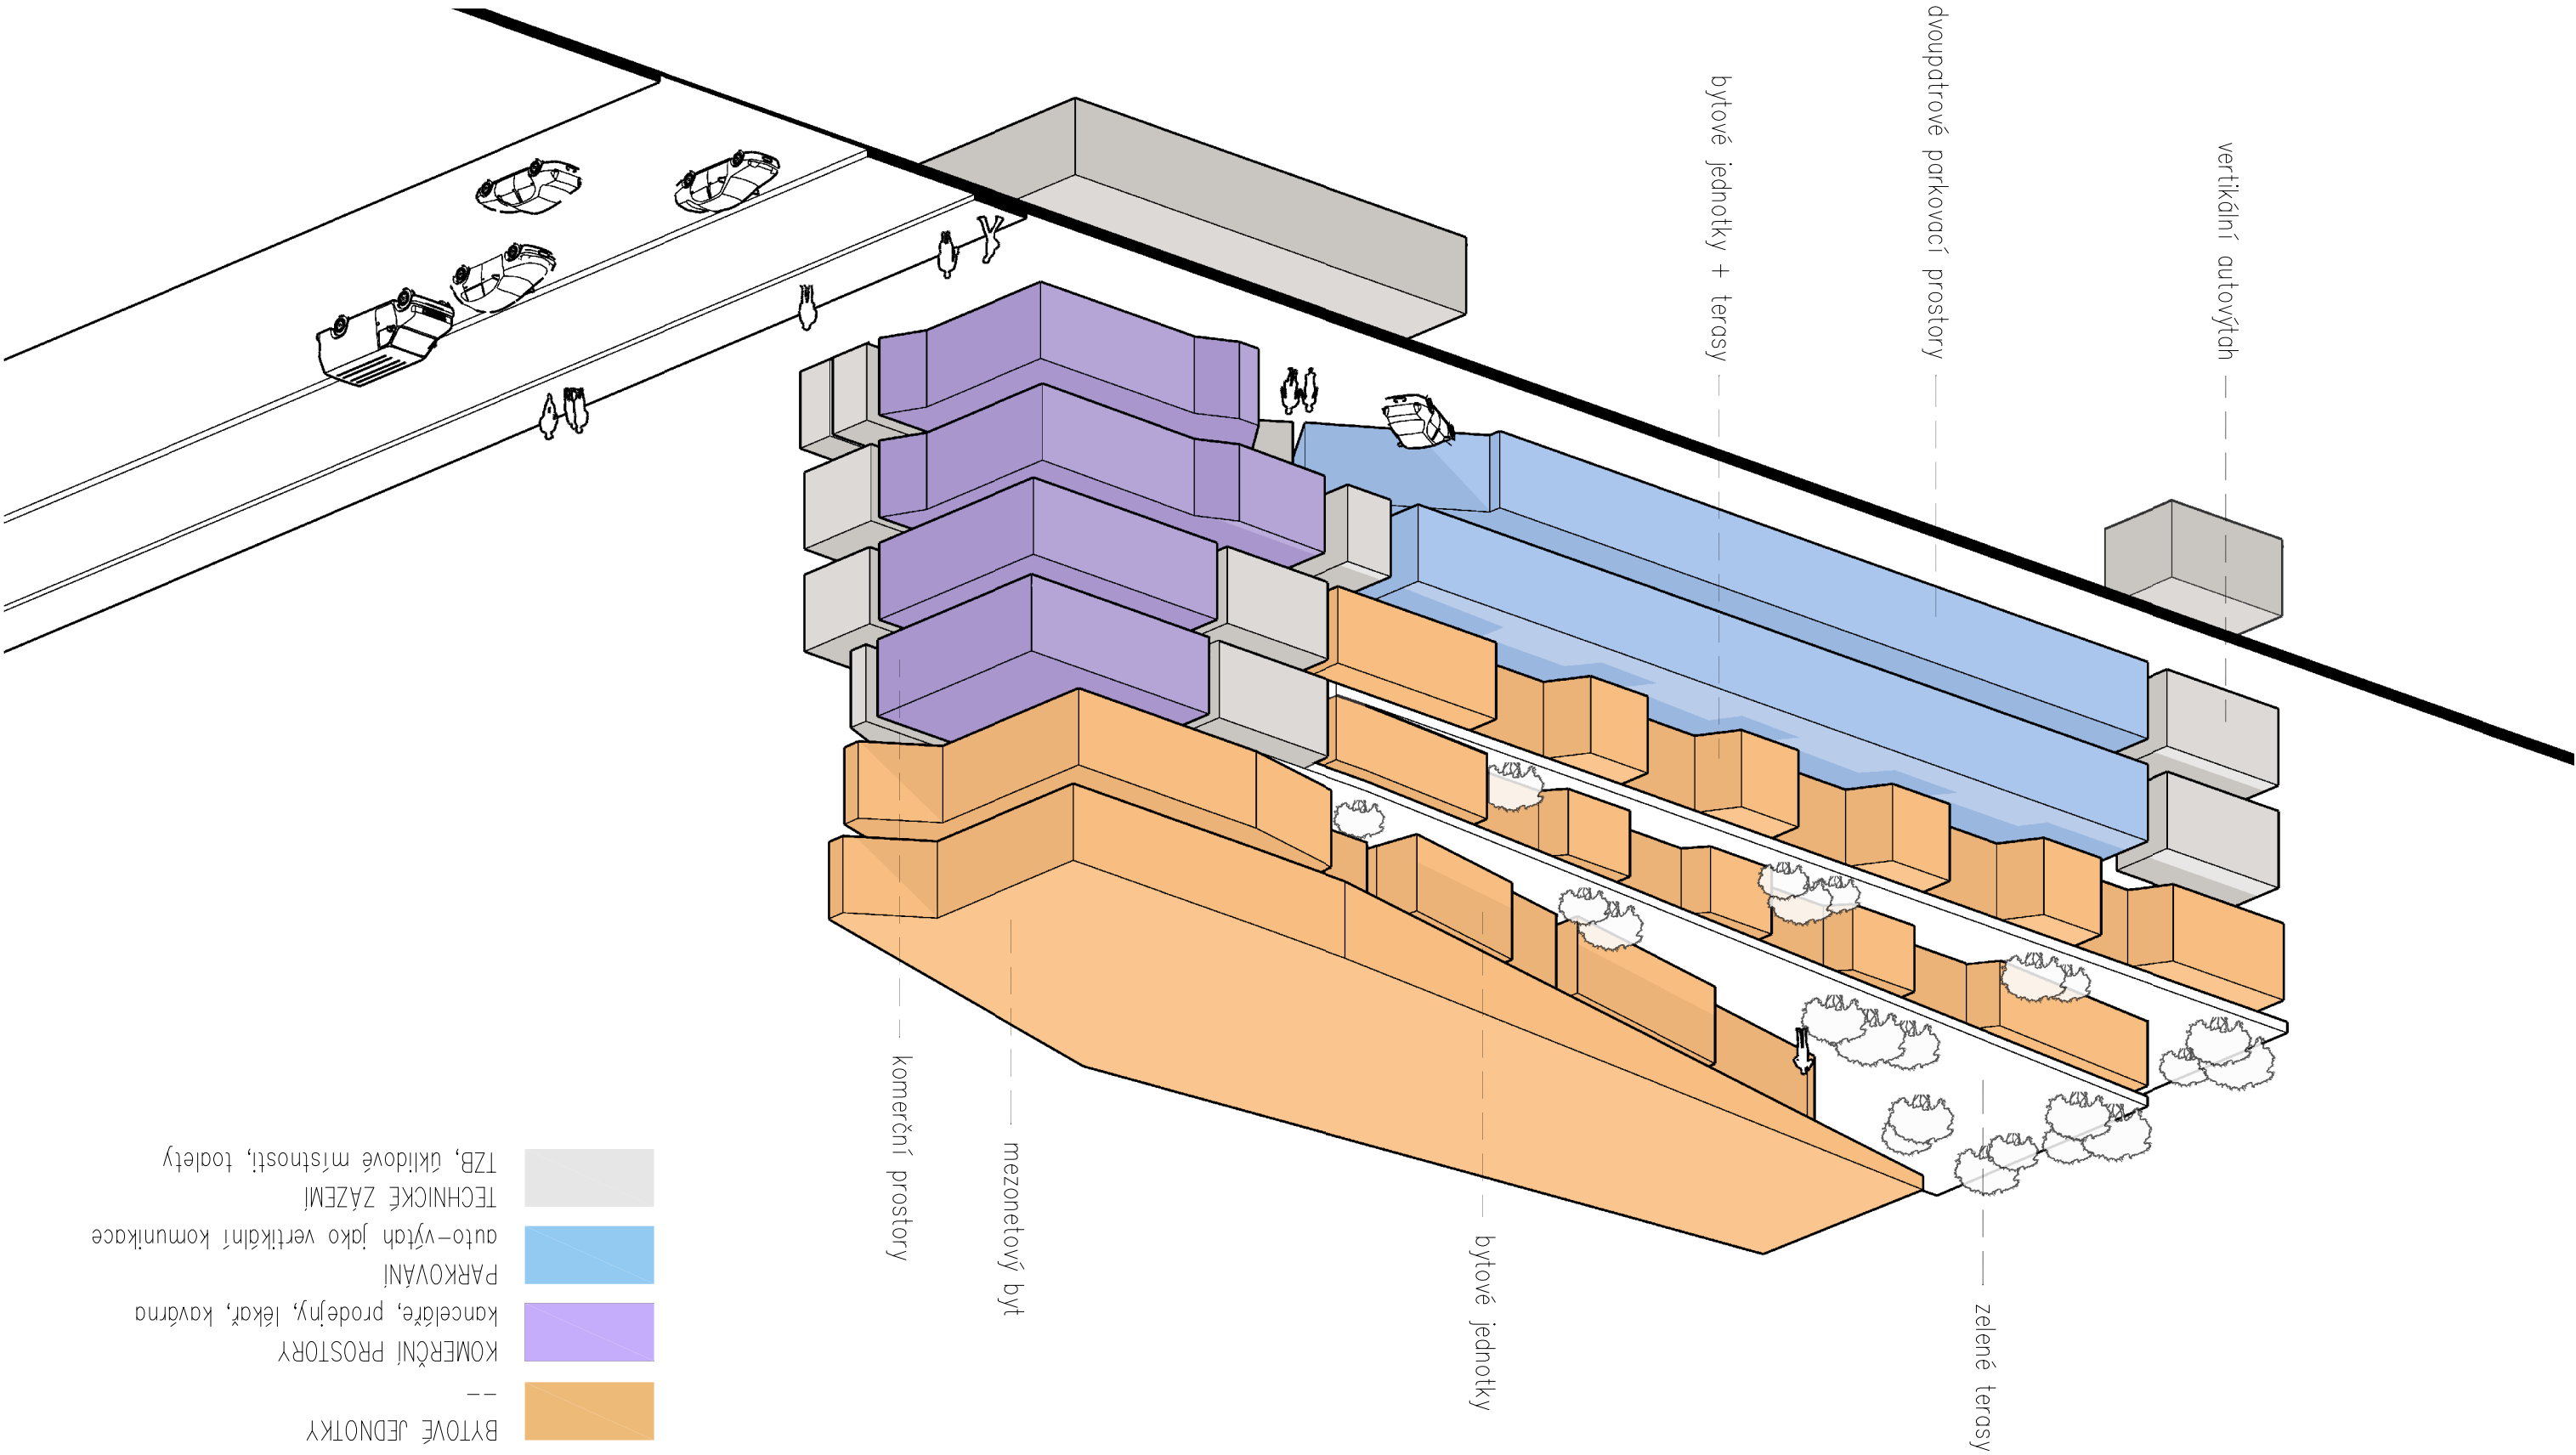 BYTOVÉ JEDNOTKY
--
KOMERČNÍ PROSTORY
kanceláře, prodejny, lékař, kavárna
PARKOVÁNÍ
auto-výtah jako vertikální komunikace
TECHNICKÉ ZÁZEMÍ
TZB, úklidové místnosti, toalety
zelené terasy
bytové jednotky
mezonetový byt
komerční prostory
vertikální autovýtah
dvoupatrové parkovací prostory
bytové jednotky + terasy